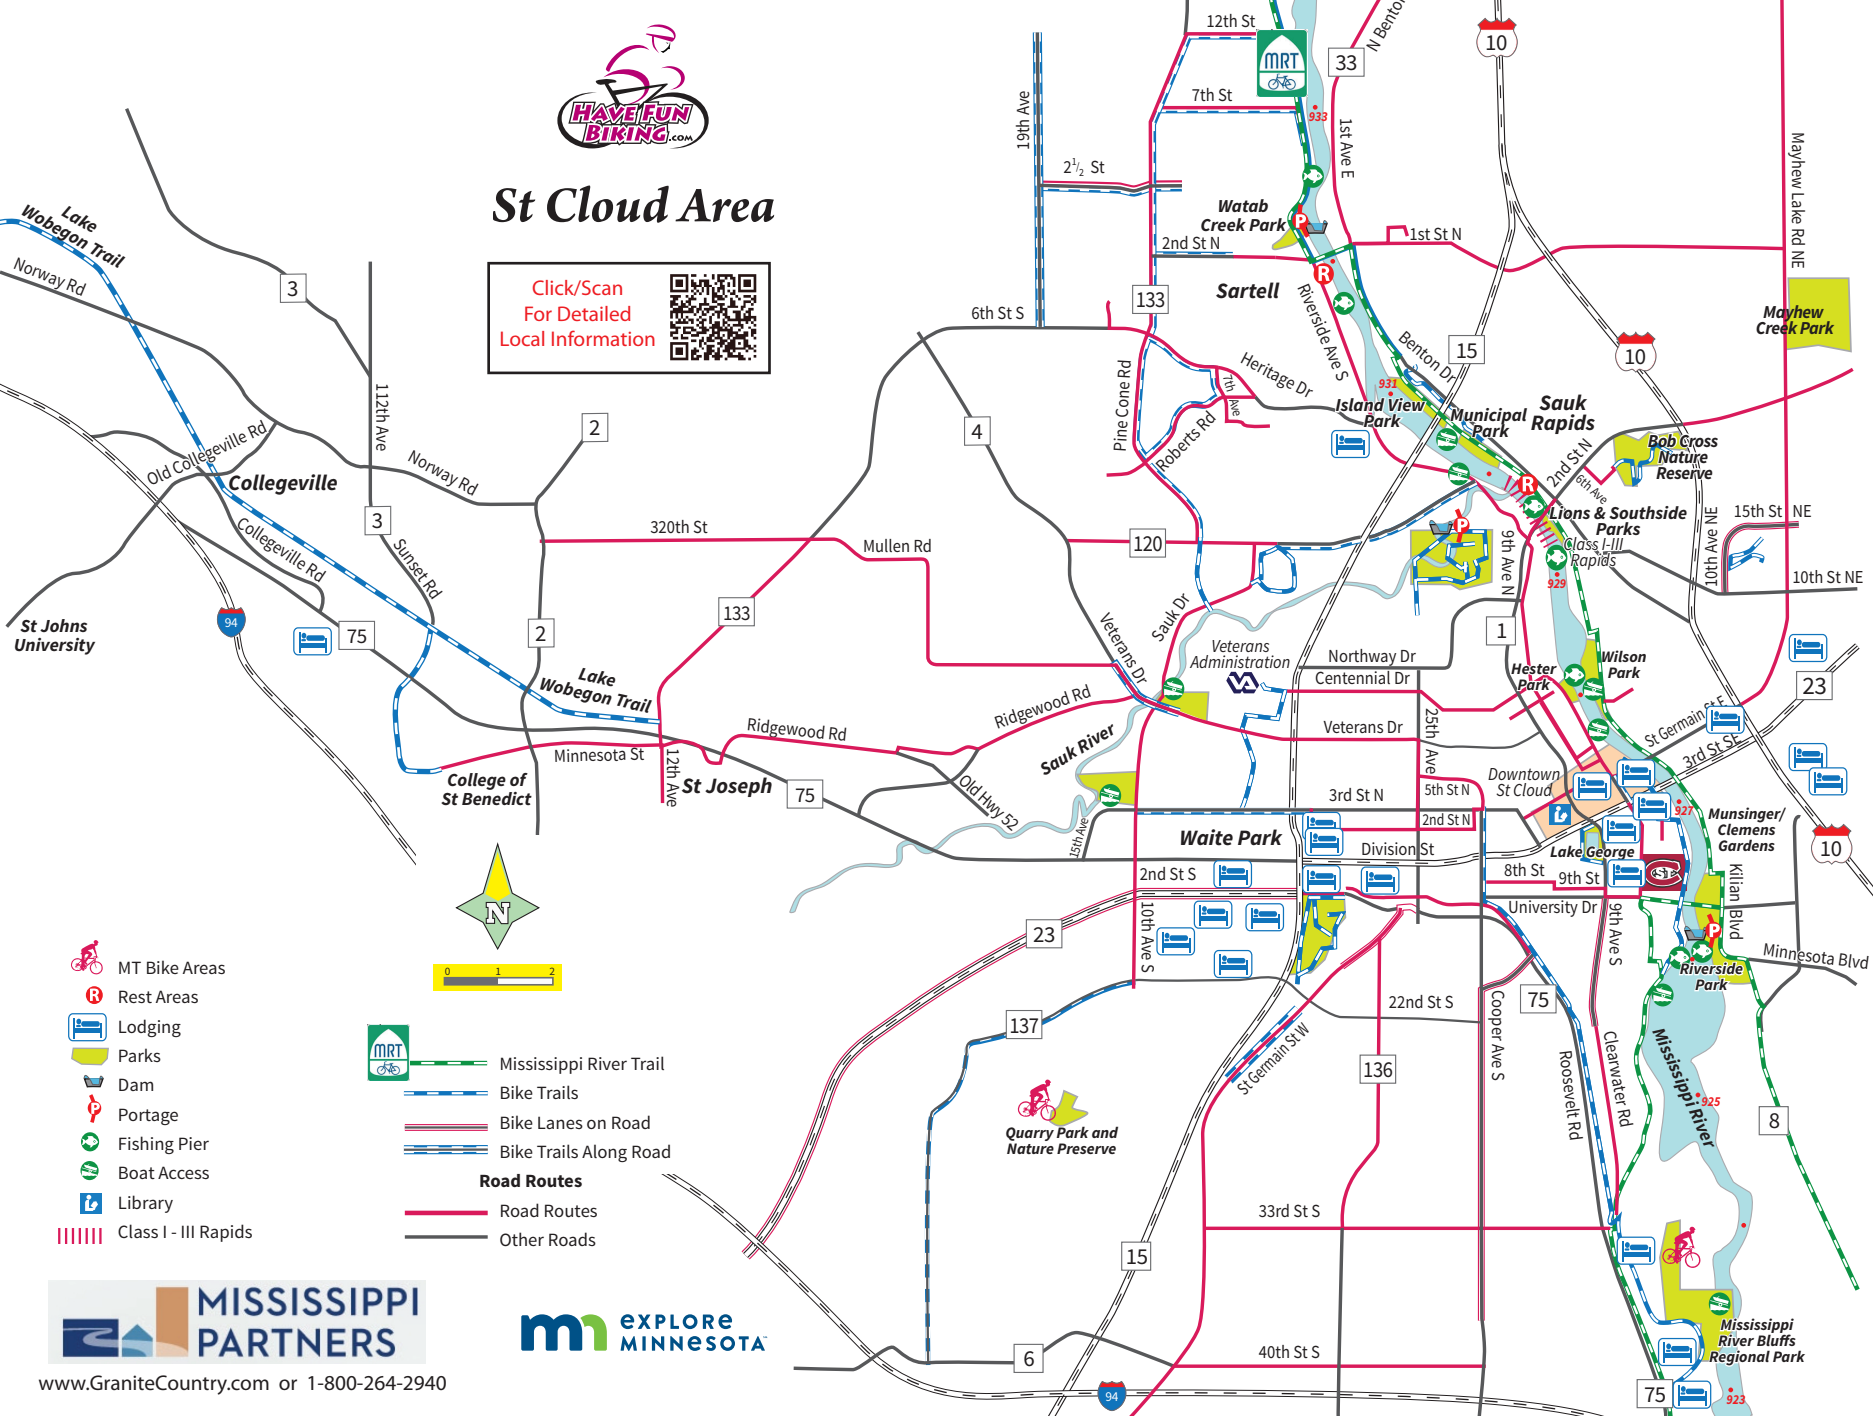 12th St
MRT
33
N Benton
10
7th St
933
19th Ave
1st Ave E
Mayhew Lake Rd NE
HAVE FUN
BIKING.COM
St Cloud Area
Click/Scan
For Detailed
Local Information
2 1/2 St
Watab
Creek Park
P
2nd St N
1st St N
R
Sartell
133
Riverside Ave S
6th St S
Mayhew
Creek Park
15
10
Benton Dr
Lake
Wobegon Trail
Norway Rd
3
112th Ave
Pine Cone Rd
Heritage Dr
7th Ave
Roberts Rd
931
Island View
Park
Municipal
Park
Sauk
Rapids
2nd St N
6th Ave
Bob Cross
Nature
Reserve
2
4
Old Collegeville Rd
Collegeville
Norway Rd
R
Lions & Southside
Parks
Class I-III
Rapids
15th St NE
10th Ave NE
10th St NE
3
320th St
Mullen Rd
120
P
9th Ave N
929
Collegeville Rd
Sunset Rd
St Johns
University
94
75
2
133
Veterans Dr
Sauk Dr
Veterans
Administration
VA
Northway Dr
Centennial Dr
1
Hester
Park
Wilson
Park
23
Lake
Wobegon Trail
Ridgewood Rd
Ridgewood Rd
Veterans Dr
25th Ave
St Germain St E
3rd St SE
Minnesota St
12th Ave
St Joseph
College of
St Benedict
75
Old Hwy 52
Sauk River
15th Ave
Downtown
St Cloud
5th St N
3rd St N
2nd St N
927
Munsinger/
Clemens
Gardens
10
Waite Park
Division St
Lake George
N
2nd St S
8th St
9th St
C
University Dr
9th Ave S
Kilian Blvd
10th Ave S
23
P
Minnesota Blvd
Riverside
Park
0 1 2
MT Bike Areas
R Rest Areas
Lodging
Parks
Dam
P Portage
Fishing Pier
Boat Access
Library
Class I - III Rapids
MRT
Mississippi River Trail
Bike Trails
Bike Lanes on Road
Bike Trails Along Road
Road Routes
Road Routes
Other Roads
137
22nd St S
75
Cooper Ave S
St Germain St W
136
Roosevelt Rd
Clearwater Rd
Mississippi River
925
8
Quarry Park and
Nature Preserve
33rd St S
15
MISSISSIPPI
PARTNERS
www.GraniteCountry.com or 1-800-264-2940
mn EXPLORE
MINNESOTA
6
40th St S
94
Mississippi
River Bluffs
Regional Park
75
923